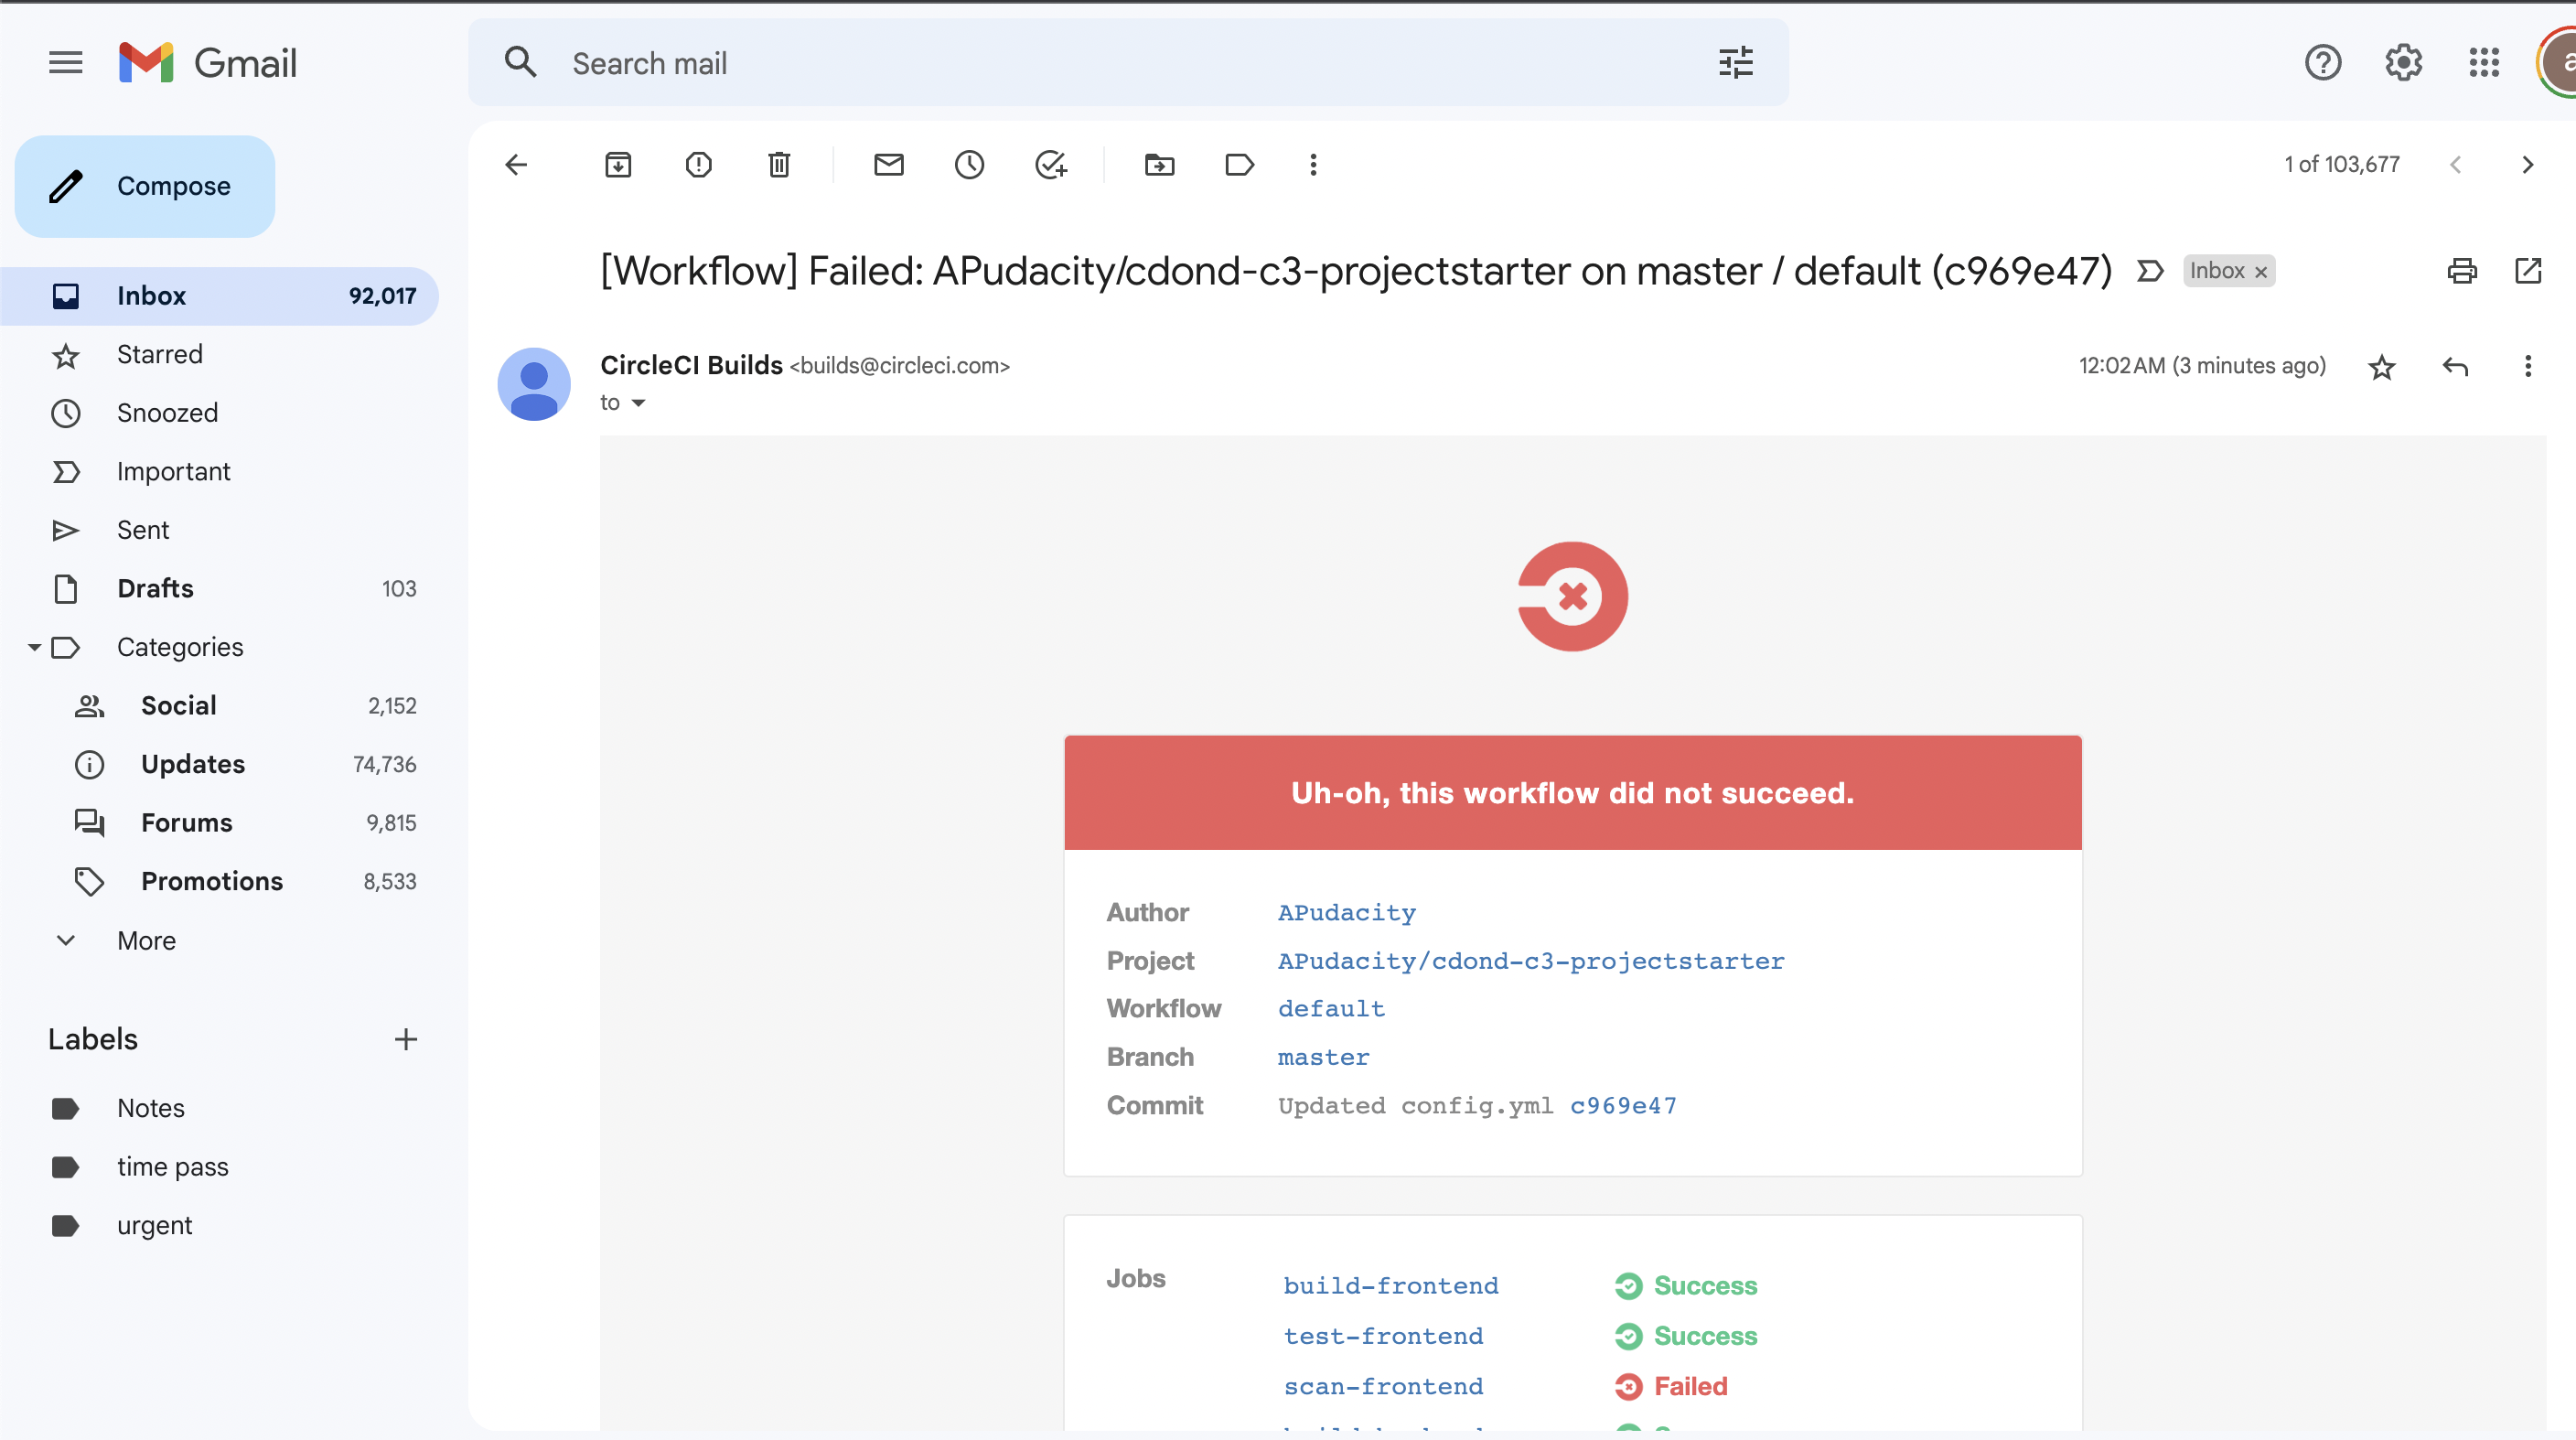 Gmail
Search mail
Compose
1 of 103,677
[Workflow] Failed: APudacity/cdond-c3-projectstarter on master / default (c969e47)
Inbox ×
Inbox 92,017
Starred
Snoozed
Important
Sent
Drafts 103
Categories
Social 2,152
Updates 74,736
Forums 9,815
Promotions 8,533
More
Labels +
Notes
time pass
urgent
CircleCI Builds <builds@circleci.com>
12:02 AM (3 minutes ago)
to
Uh-oh, this workflow did not succeed.
Author APudacity
Project APudacity/cdond-c3-projectstarter
Workflow default
Branch master
Commit Updated config.yml c969e47
Jobs build-frontend Success
test-frontend Success
scan-frontend Failed